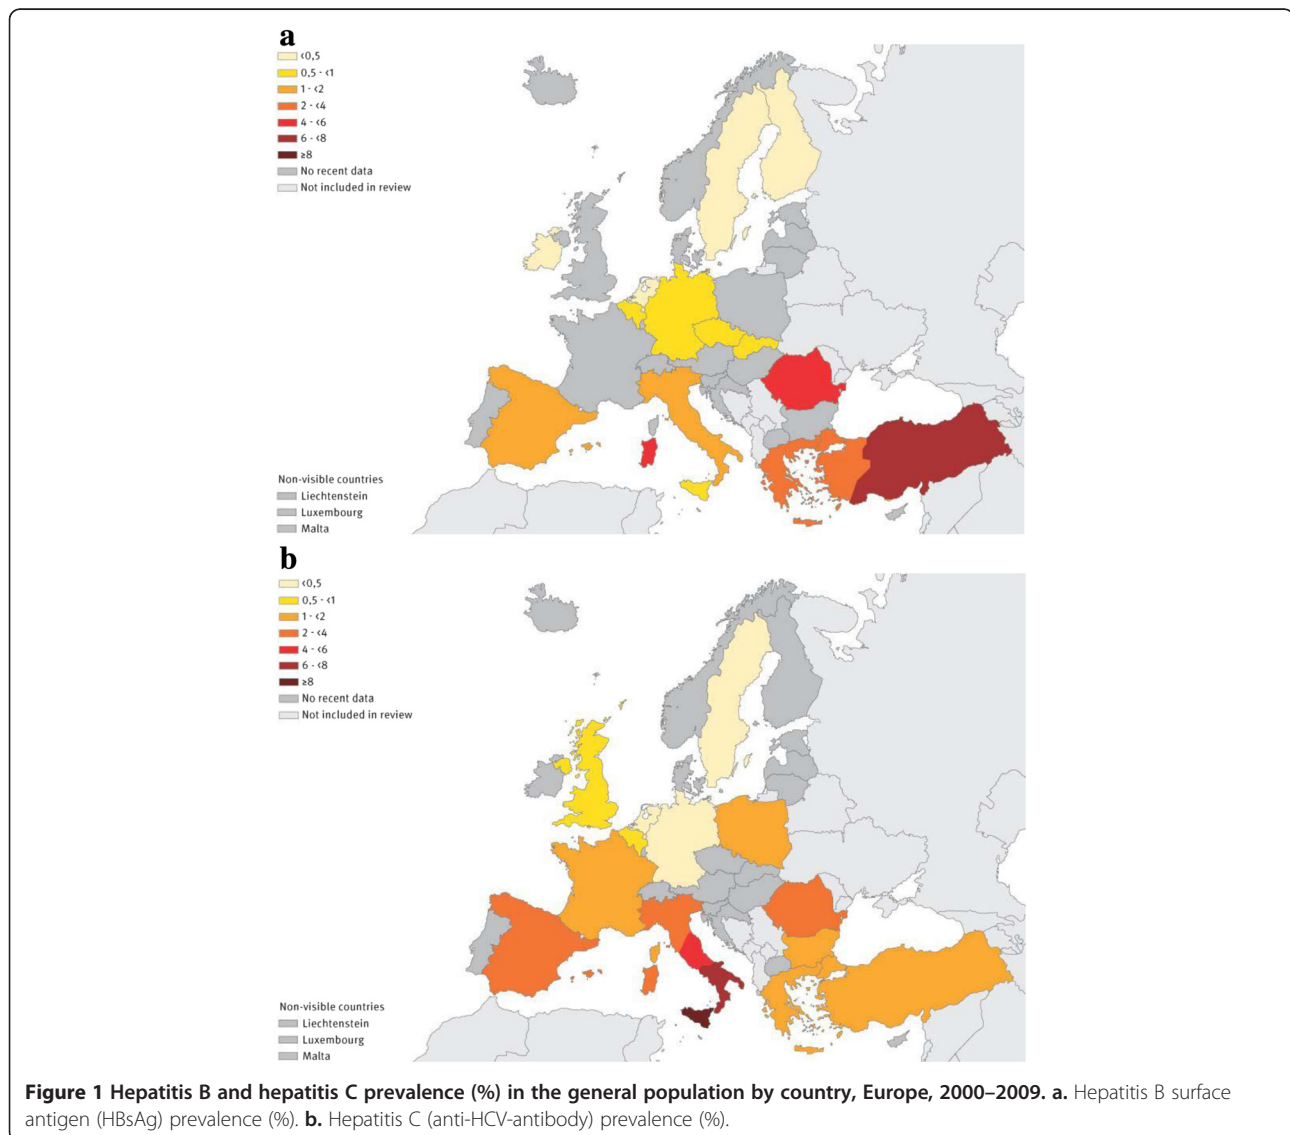 a
<0,5
0,5 - <1
1 - <2
2 - <4
4 - <6
6 - <8
≥8
No recent data
Not included in review
Non-visible countries
Liechtenstein
Luxembourg
Malta
b
<0,5
0,5 - <1
1 - <2
2 - <4
4 - <6
6 - <8
≥8
No recent data
Not included in review
Non-visible countries
Liechtenstein
Luxembourg
Malta
Figure 1 Hepatitis B and hepatitis C prevalence (%) in the general population by country, Europe, 2000–2009. a. Hepatitis B surface
antigen (HBsAg) prevalence (%). b. Hepatitis C (anti-HCV-antibody) prevalence (%).